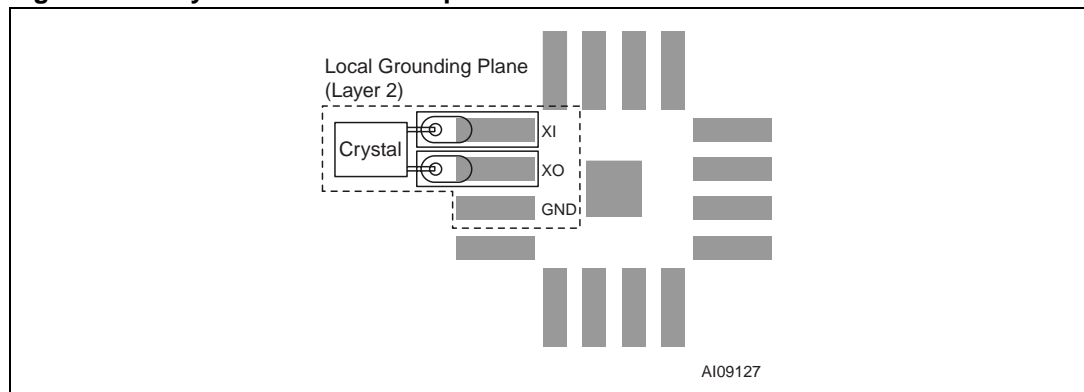 Local Grounding Plane
(Layer 2)
Crystal
XI
XO
GND
AI09127